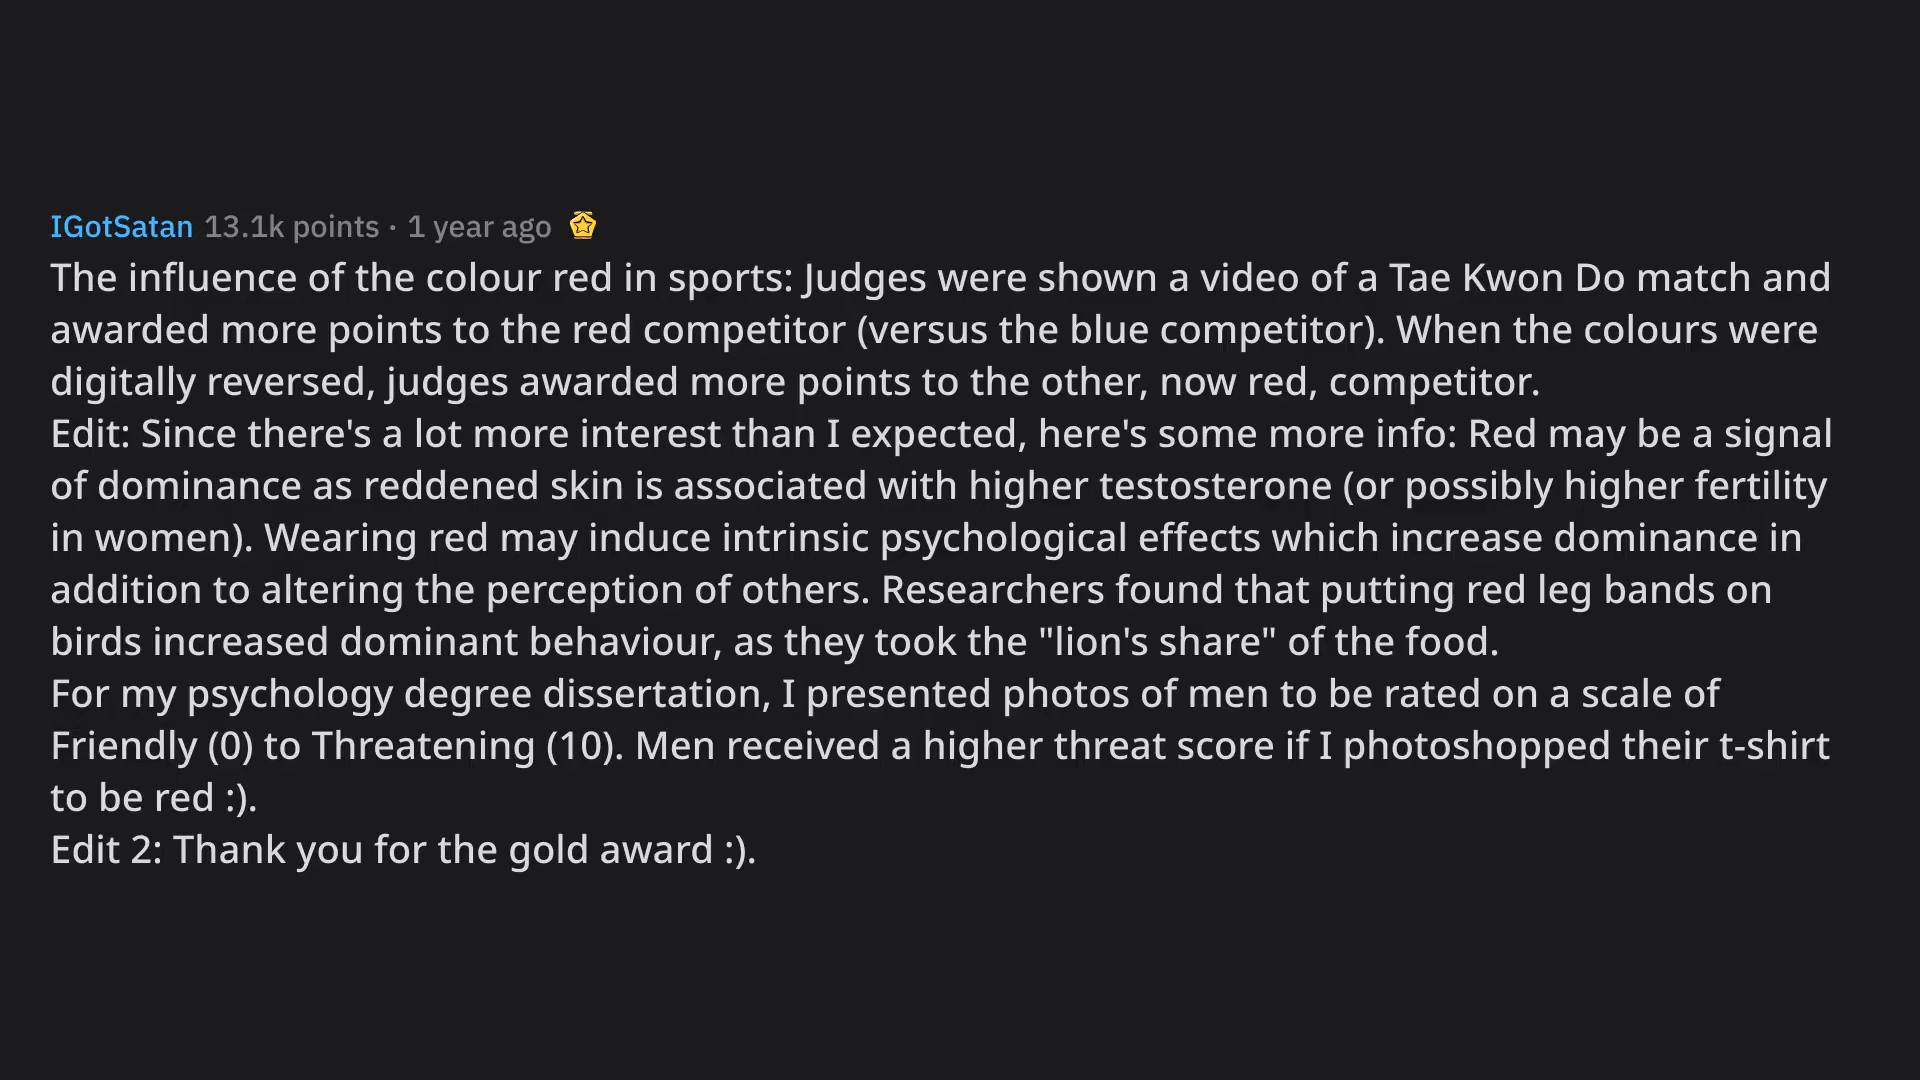 IGotSatan 13.1k points · 1 year ago
The influence of the colour red in sports: Judges were shown a video of a Tae Kwon Do match and
awarded more points to the red competitor (versus the blue competitor). When the colours were
digitally reversed, judges awarded more points to the other, now red, competitor.
Edit: Since there's a lot more interest than I expected, here's some more info: Red may be a signal
of dominance as reddened skin is associated with higher testosterone (or possibly higher fertility
in women). Wearing red may induce intrinsic psychological effects which increase dominance in
addition to altering the perception of others. Researchers found that putting red leg bands on
birds increased dominant behaviour, as they took the "lion's share" of the food.
For my psychology degree dissertation, I presented photos of men to be rated on a scale of
Friendly (0) to Threatening (10). Men received a higher threat score if I photoshopped their t-shirt
to be red :).
Edit 2: Thank you for the gold award :).